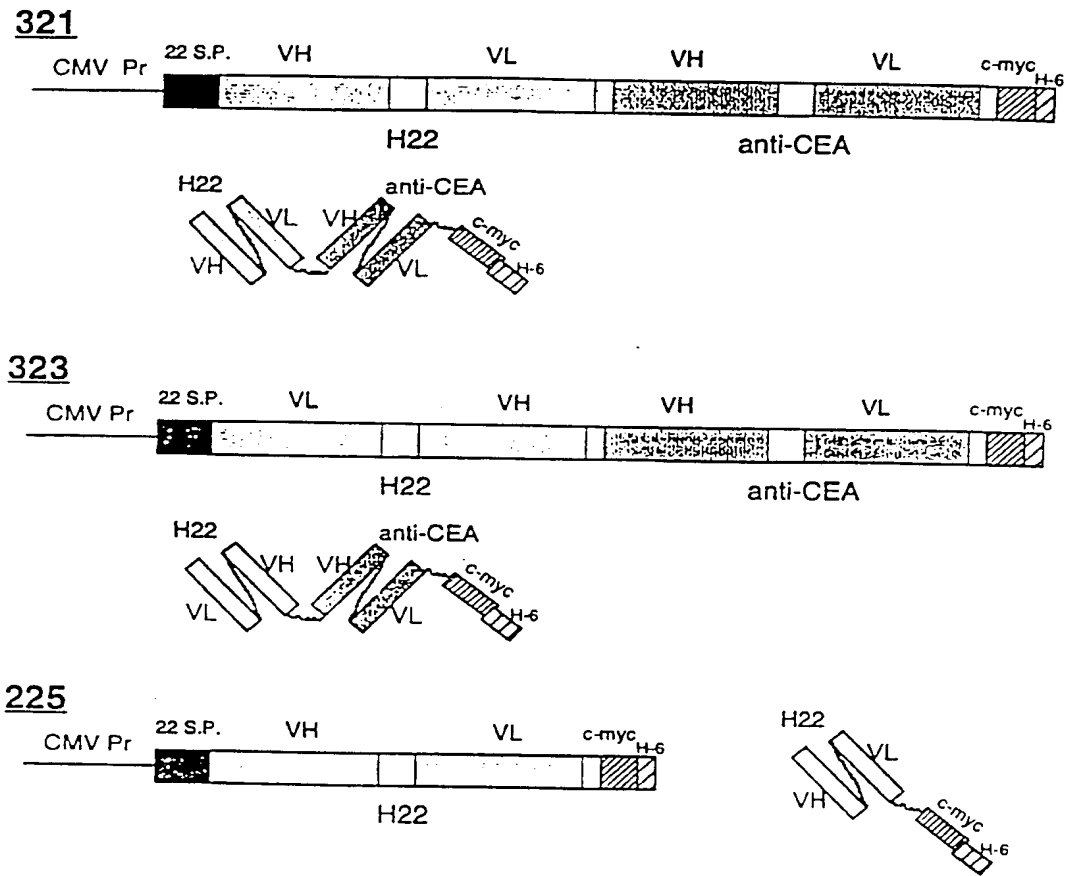 321
CMV Pr 22 S.P. VH VL VH VL c-myc H-6
H22 anti-CEA
H22 anti-CEA
VH VL VH VL c-myc H-6
323
CMV Pr 22 S.P. VL VH VH VL c-myc H-6
H22 anti-CEA
H22 anti-CEA
VL VH VH VL c-myc H-6
225
CMV Pr 22 S.P. VH VL c-myc H-6
H22
H22
VH VL c-myc H-6